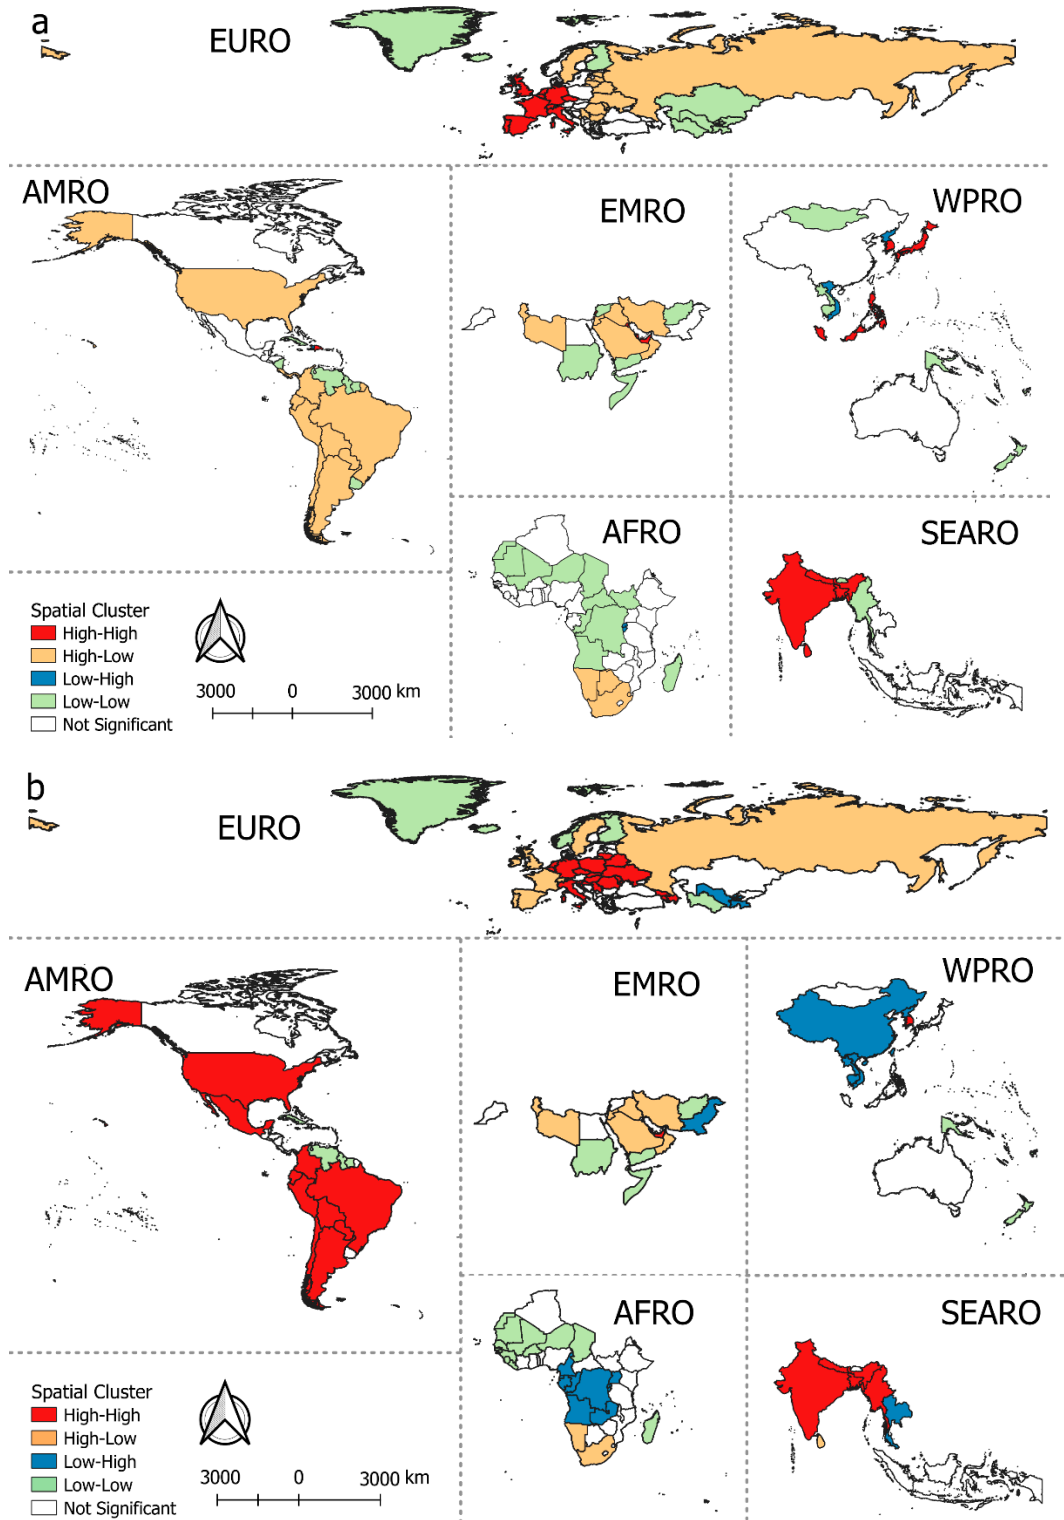 a
EURO
AMRO
EMRO
WPRO
AFRO
SEARO
Spatial Cluster
High-High
High-Low
Low-High
Low-Low
Not Significant
3000 0 3000 km
b
EURO
AMRO
EMRO
WPRO
AFRO
SEARO
Spatial Cluster
High-High
High-Low
Low-High
Low-Low
Not Significant
3000 0 3000 km